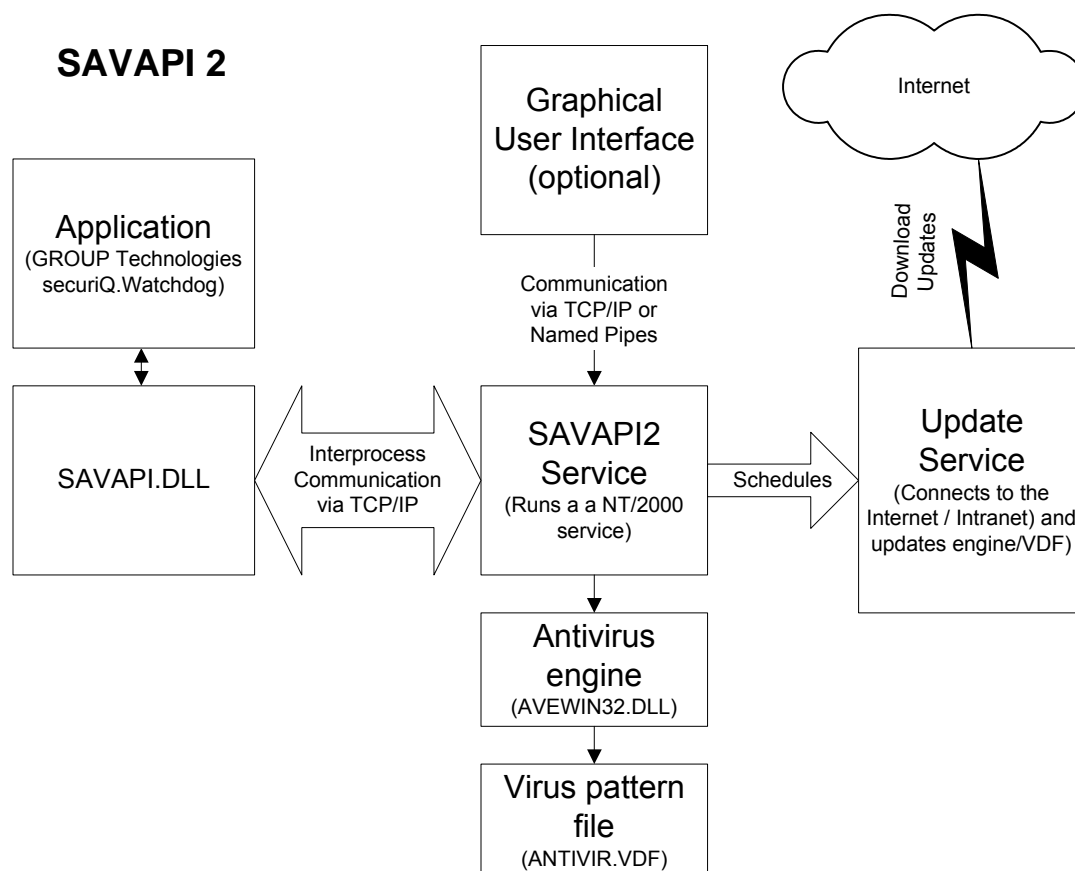 SAVAPI 2
Graphical
User Interface
(optional)
Internet
Application
(GROUP Technologies
securiQ.Watchdog)
Communication
via TCP/IP or
Named Pipes
Download
Updates
SAVAPI.DLL
Interprocess
Communication
via TCP/IP
SAVAPI2
Service
(Runs a a NT/2000
service)
Schedules
Update
Service
(Connects to the
Internet / Intranet) and
updates engine/VDF)
Antivirus
engine
(AVEWIN32.DLL)
Virus pattern
file
(ANTIVIR.VDF)